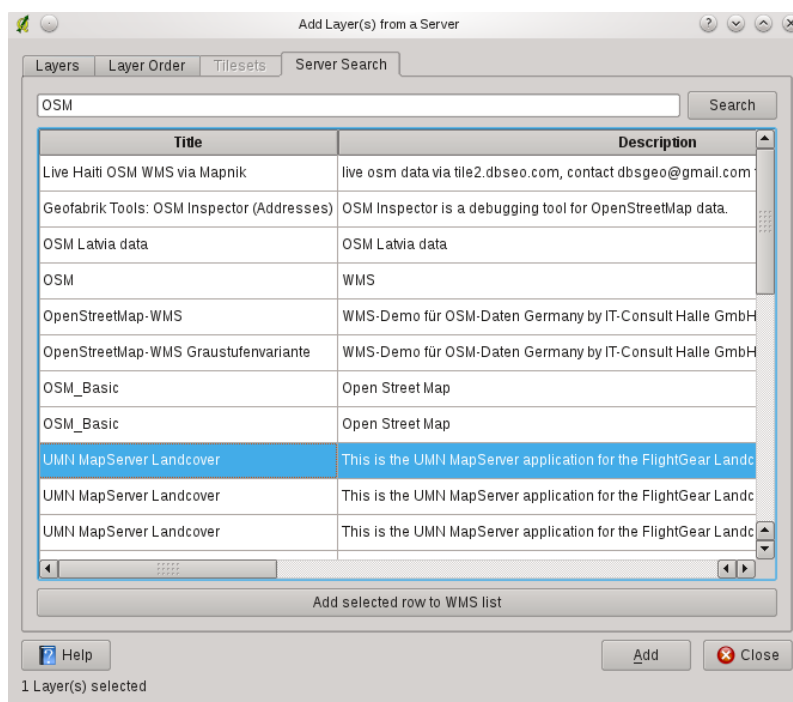 Add Layer(s) from a Server
Layers Layer Order Tilesets Server Search
OSM Search
Title Description
Live Haiti OSM WMS via Mapnik live osm data via tile2.dbseo.com, contact dbsgeo@gmail.com
Geofabrik Tools: OSM Inspector (Addresses) OSM Inspector is a debugging tool for OpenStreetMap data.
OSM Latvia data OSM Latvia data
OSM WMS
OpenStreetMap-WMS WMS-Demo für OSM-Daten Germany by IT-Consult Halle GmbH
OpenStreetMap-WMS Graustufenvariante WMS-Demo für OSM-Daten Germany by IT-Consult Halle GmbH
OSM_Basic Open Street Map
OSM_Basic Open Street Map
UMN MapServer Landcover This is the UMN MapServer application for the FlightGear Landc
UMN MapServer Landcover This is the UMN MapServer application for the FlightGear Landc
UMN MapServer Landcover This is the UMN MapServer application for the FlightGear Landc
Add selected row to WMS list
Help Add Close
1 Layer(s) selected